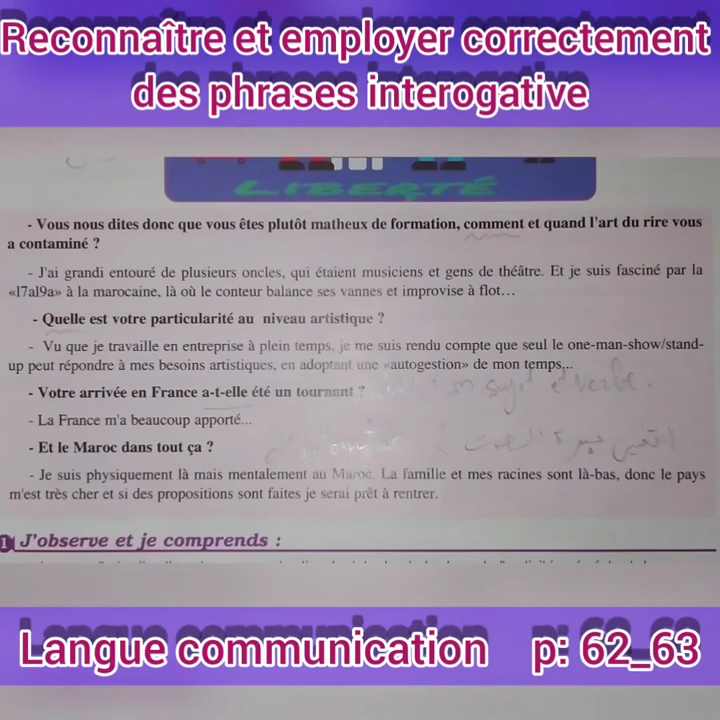 Reconnaître et employer correctement
des phrases interogative
LIBERTÉ
- Vous nous dites donc que vous êtes plutôt matheux de formation, comment et quand l'art du rire vous
a contaminé ?
- J'ai grandi entouré de plusieurs oncles, qui étaient musiciens et gens de théâtre. Et je suis fasciné par la
«l7al9a» à la marocaine, là où le conteur balance ses vannes et improvise à flot…
- Quelle est votre particularité au niveau artistique ?
- Vu que je travaille en entreprise à plein temps, je me suis rendu compte que seul le one-man-show/stand-
up peut répondre à mes besoins artistiques, en adoptant une «autogestion» de mon temps...
- Votre arrivée en France a-t-elle été un tournant ?
sujet verbe.
- La France m'a beaucoup apporté...
- Et le Maroc dans tout ça ?
- Je suis physiquement là mais mentalement au Maroc. La famille et mes racines sont là-bas, donc le pays
m'est très cher et si des propositions sont faites je serai prêt à rentrer.
1 J'observe et je comprends :
Langue communication p: 62_63